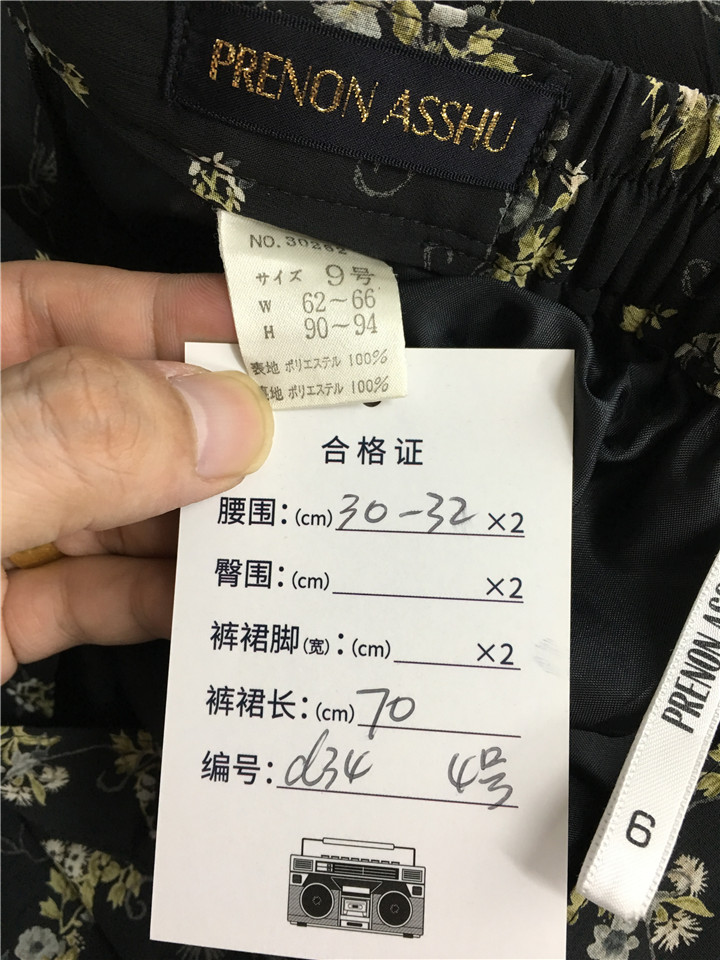 PRENON ASSHU
NO. 30262
サイズ 9号
W 62～66
H 90～94
表地 ポリエステル 100%
地 ポリエステル 100%
合格证
腰围：(cm) 30-32 ×2
臀围：(cm) ×2
裤裙脚(宽)：(cm) ×2
裤裙长：(cm) 70
编号：d34 4号
PRENON ASS
9